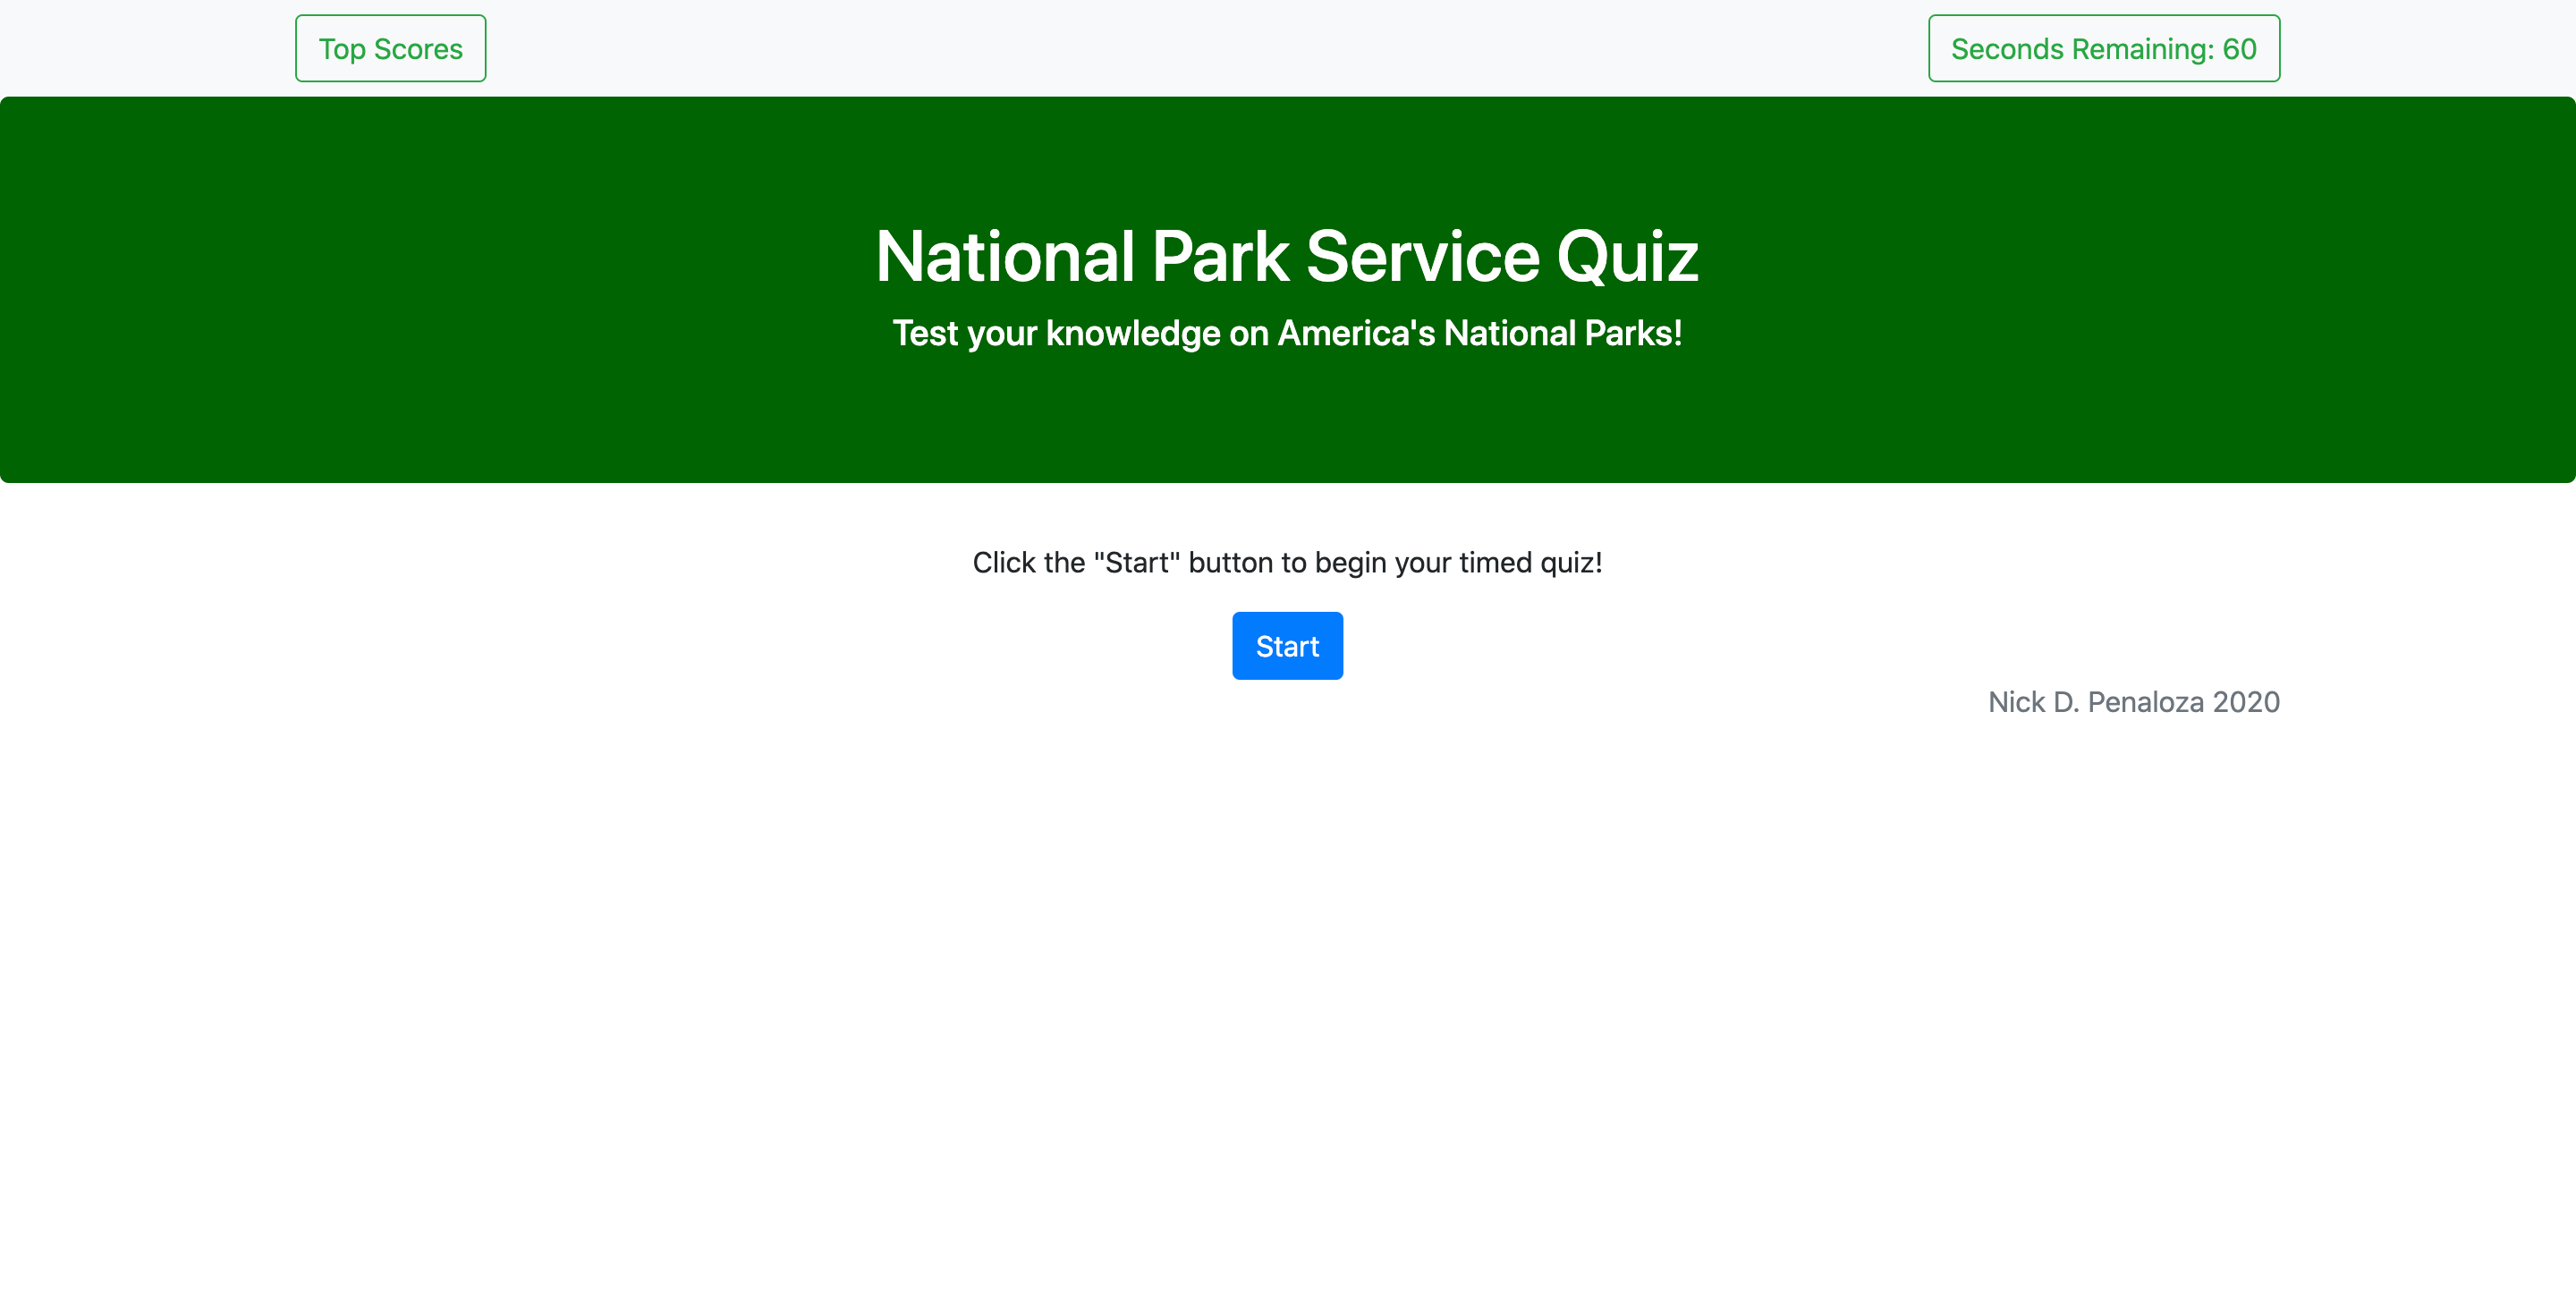 Top Scores
Seconds Remaining: 60
National Park Service Quiz
Test your knowledge on America's National Parks!
Click the "Start" button to begin your timed quiz!
Start
Nick D. Penaloza 2020